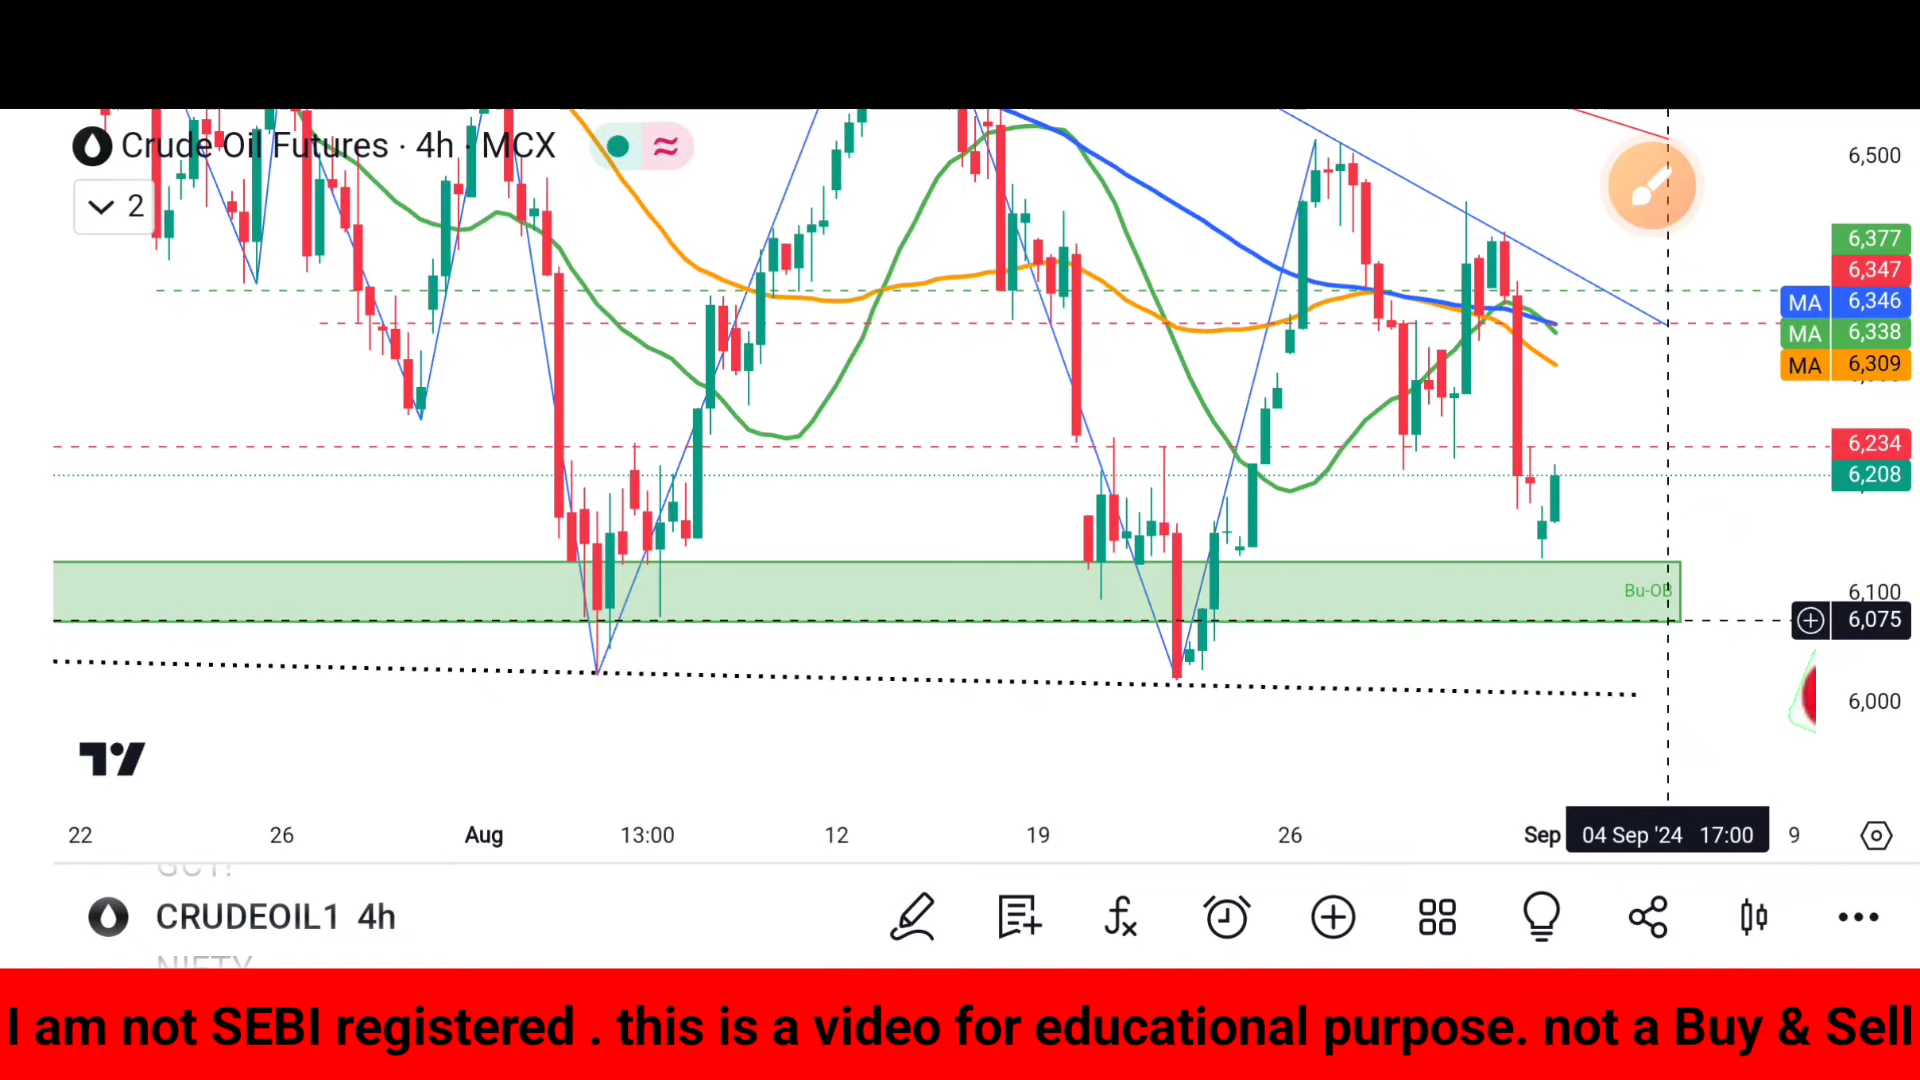 Crude Oil Futures · 4h · MCX
2
6,500
6,377
6,347
MA 6,346
MA 6,338
MA 6,309
6,234
6,208
Bu-OB
6,100
6,075
6,000
22 26 Aug 13:00 12 19 26 Sep 04 Sep '24 17:00 9
CRUDEOIL1 4h
NIFTY
I am not SEBI registered . this is a video for educational purpose. not a Buy & Sell